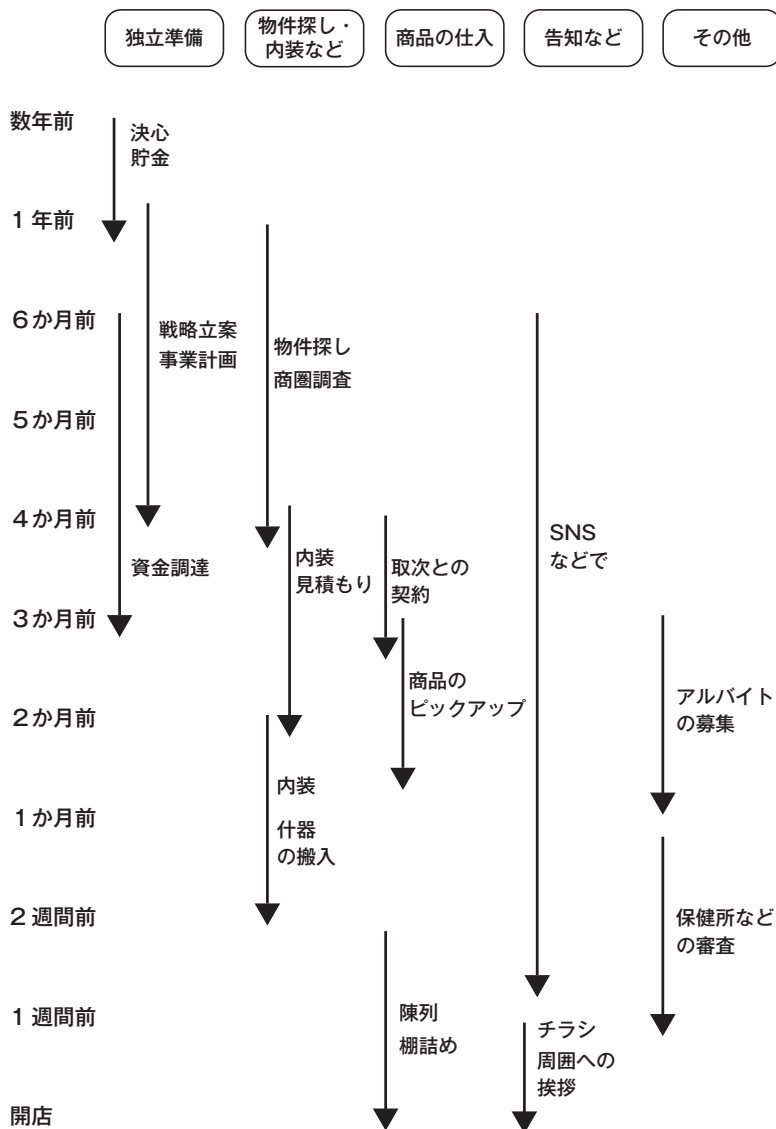 独立準備
物件探し・
内装など
商品の仕入
告知など
その他
数年前
決心
貯金
1年前
6か月前
戦略立案
事業計画
物件探し
商圏調査
5か月前
4か月前
資金調達
内装
見積もり
取次との
契約
SNS
などで
3か月前
商品の
ピックアップ
アルバイト
の募集
2か月前
内装
什器
の搬入
1か月前
2週間前
保健所など
の審査
1週間前
陳列
棚詰め
チラシ
周囲への
挨拶
開店